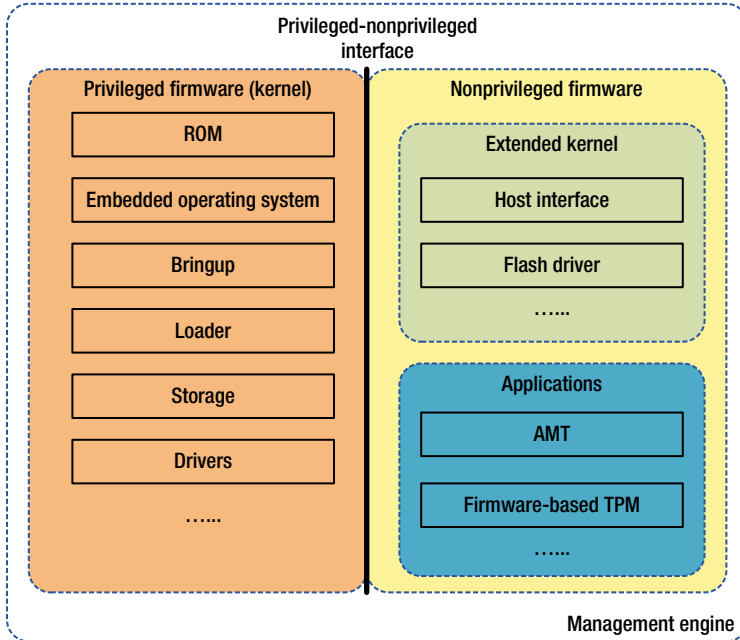 Privileged-nonprivileged
interface
Privileged firmware (kernel)
ROM
Embedded operating system
Bringup
Loader
Storage
Drivers
…...
Nonprivileged firmware
Extended kernel
Host interface
Flash driver
…...
Applications
AMT
Firmware-based TPM
…...
Management engine